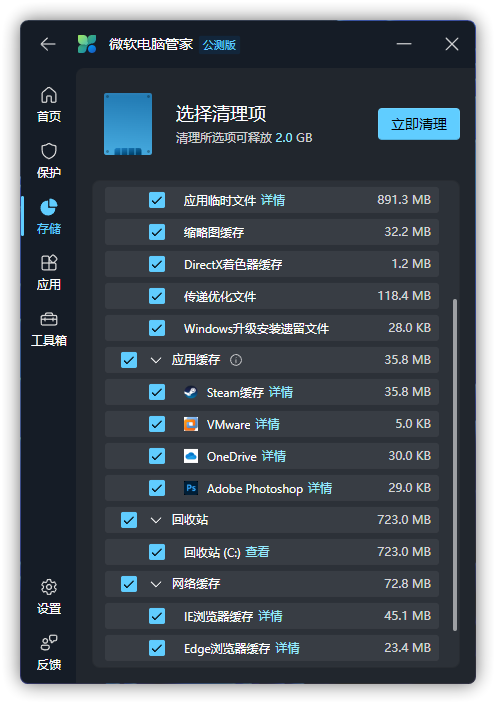 微软电脑管家 公测版
首页
保护
存储
应用
工具箱
设置
反馈
选择清理项
清理所选项可释放 2.0 GB
立即清理
应用临时文件 详情 891.3 MB
缩略图缓存 32.2 MB
DirectX着色器缓存 1.2 MB
传递优化文件 118.4 MB
Windows升级安装遗留文件 28.0 KB
应用缓存 35.8 MB
Steam缓存 详情 35.8 MB
VMware 详情 5.0 KB
OneDrive 详情 30.0 KB
Ps Adobe Photoshop 详情 29.0 KB
回收站 723.0 MB
回收站 (C:) 查看 723.0 MB
网络缓存 72.8 MB
IE浏览器缓存 详情 45.1 MB
Edge浏览器缓存 详情 23.4 MB